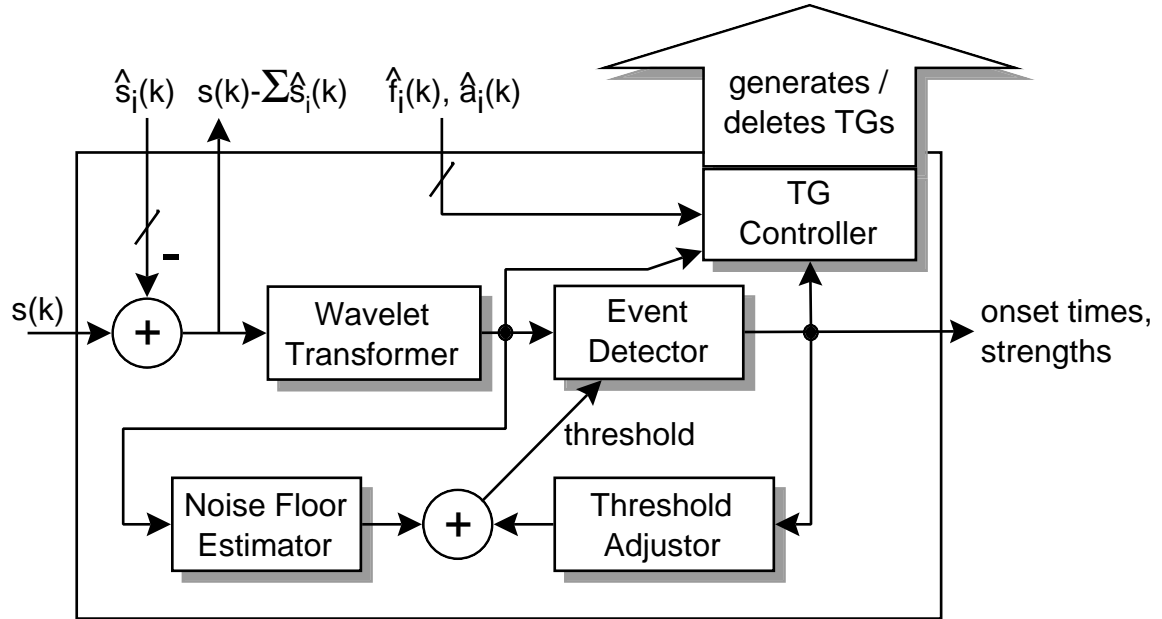 generates /
deletes TGs
ŝᵢ(k) s(k)-Σŝᵢ(k) f̂ᵢ(k), âᵢ(k)
TG
Controller
-
s(k)
+
Wavelet
Transformer
Event
Detector
onset times,
strengths
threshold
Noise Floor
Estimator
+
Threshold
Adjustor